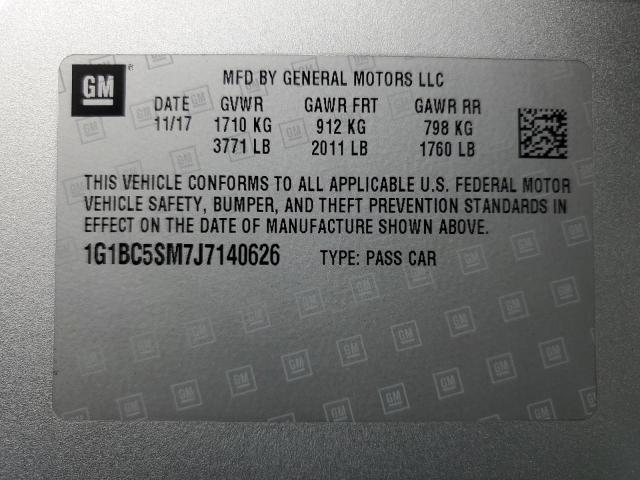 GM
MFD BY GENERAL MOTORS LLC
DATE GVWR GAWR FRT GAWR RR
11/17 1710 KG 912 KG 798 KG
3771 LB 2011 LB 1760 LB
THIS VEHICLE CONFORMS TO ALL APPLICABLE U.S. FEDERAL MOTOR
VEHICLE SAFETY, BUMPER, AND THEFT PREVENTION STANDARDS IN
EFFECT ON THE DATE OF MANUFACTURE SHOWN ABOVE.
1G1BC5SM7J7140626 TYPE: PASS CAR